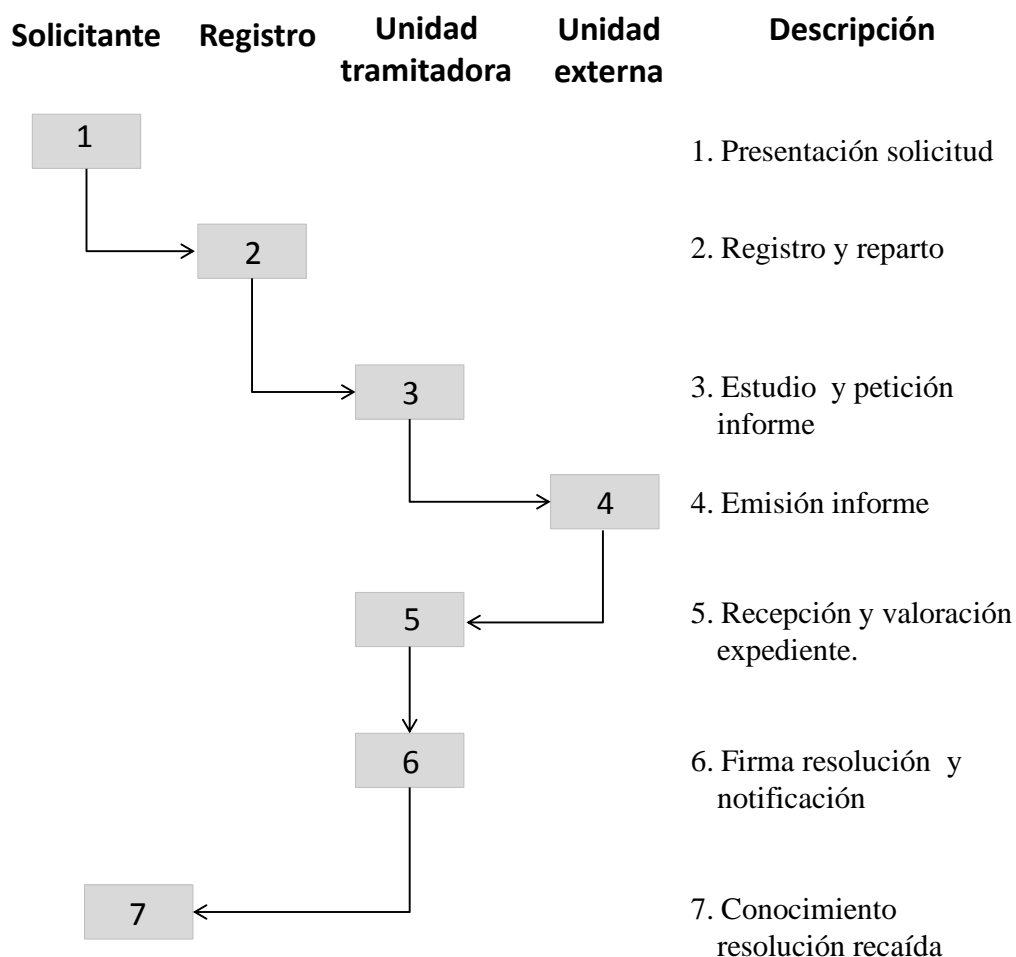 Solicitante Registro Unidad tramitadora Unidad externa Descripción
1
1. Presentación solicitud
2
2. Registro y reparto
3
3. Estudio y petición
informe
4
4. Emisión informe
5
5. Recepción y valoración
expediente.
6
6. Firma resolución y
notificación
7
7. Conocimiento
resolución recaída